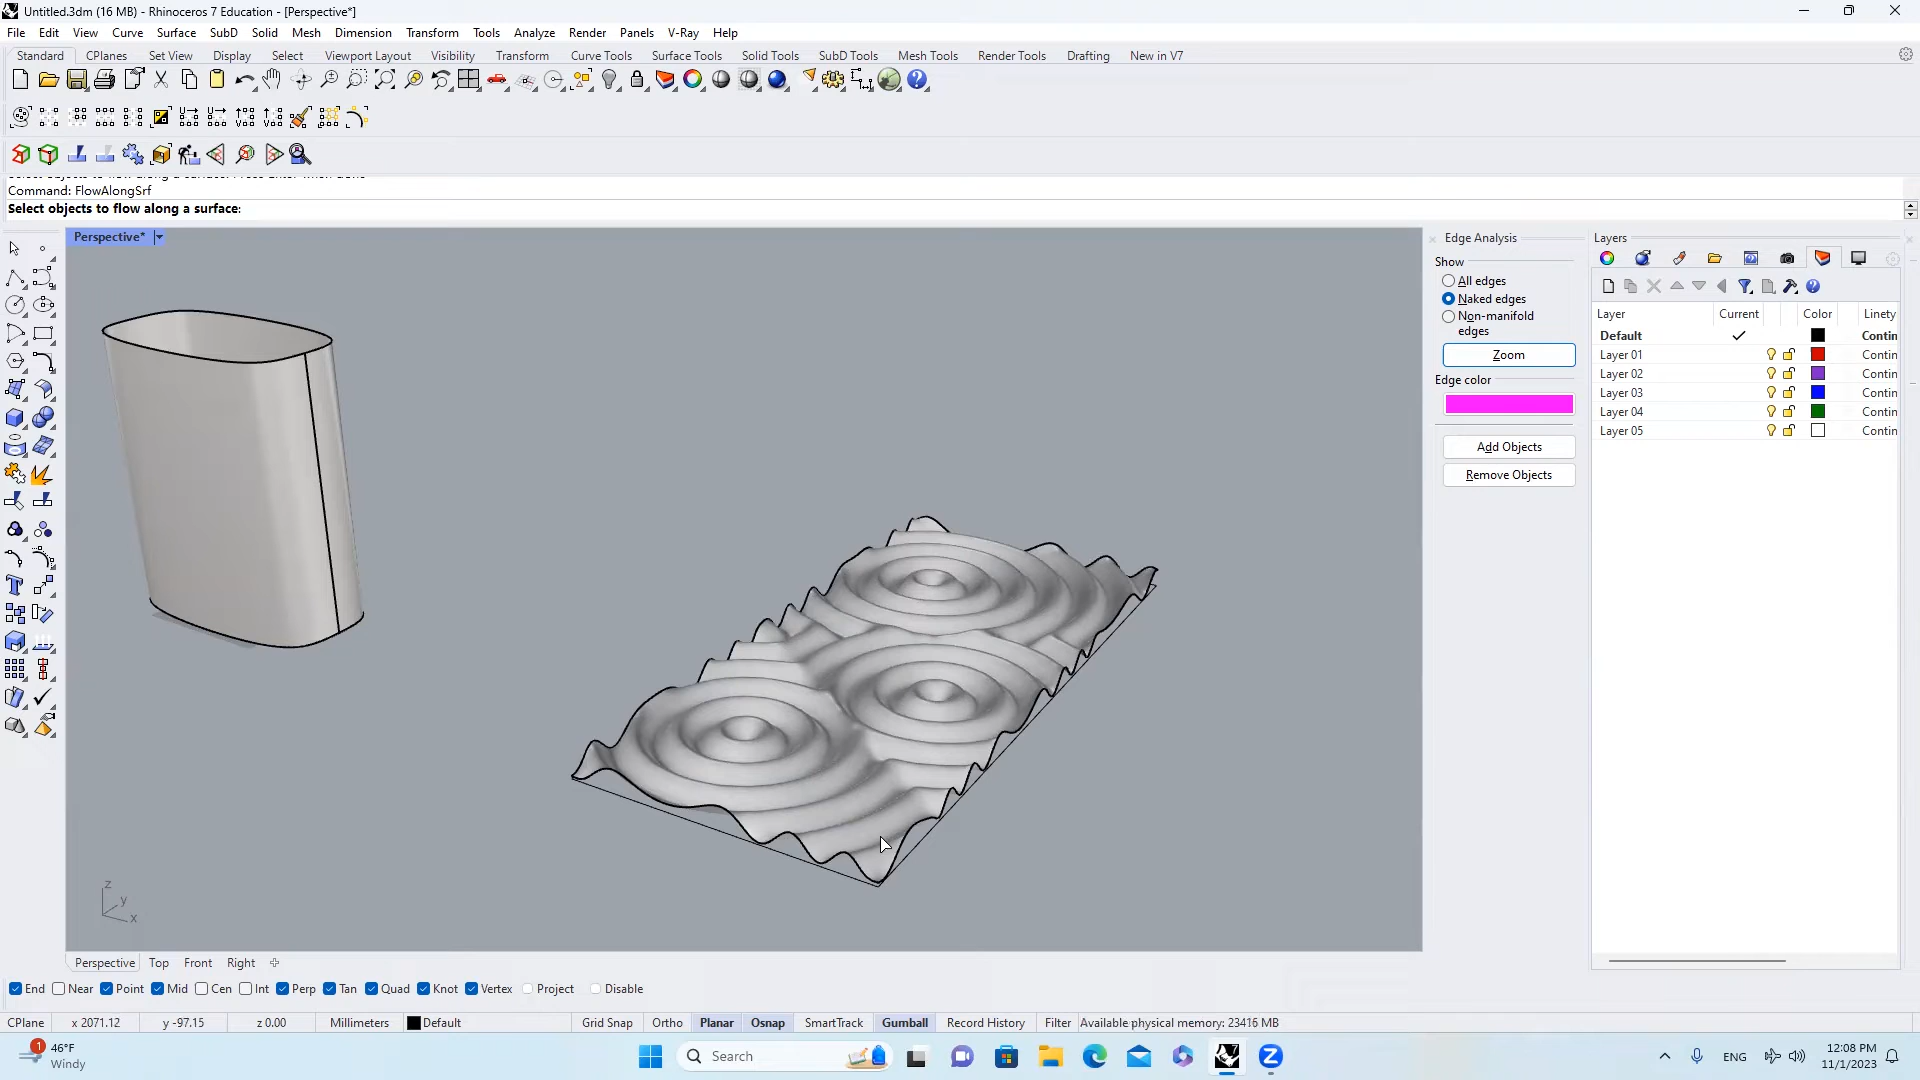 Untitled.3dm (16 MB) - Rhinoceros 7 Education - [Perspective*]
File Edit View Curve Surface SubD Solid Mesh Dimension Transform Tools Analyze Render Panels V-Ray Help
Standard CPlanes Set View Display Select Viewport Layout Visibility Transform Curve Tools Surface Tools Solid Tools SubD Tools Mesh Tools Render Tools Drafting New in V7
Command: FlowAlongSrf
Select objects to flow along a surface:
Perspective*
Edge Analysis
Show
All edges
Naked edges
Non-manifold
edges
Zoom
Edge color
Add Objects
Remove Objects
Layers
Layer Current Color Linety
Default Contin
Layer 01 Contin
Layer 02 Contin
Layer 03 Contin
Layer 04 Contin
Layer 05 Contin
z
y
x
Perspective Top Front Right
End Near Point Mid Cen Int Perp Tan Quad Knot Vertex Project Disable
CPlane x 2071.12 y -97.15 z 0.00 Millimeters Default Grid Snap Ortho Planar Osnap SmartTrack Gumball Record History Filter Available physical memory: 23416 MB
1
46°F
Windy
Search
ENG
12:08 PM
11/1/2023